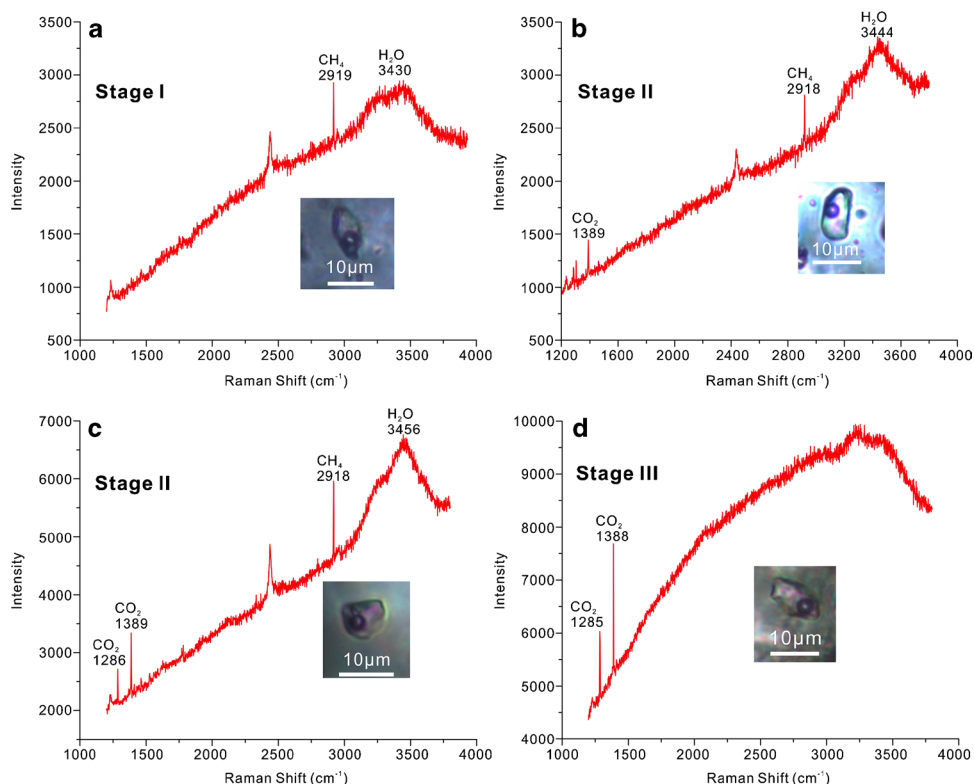 a
Stage I
CH₄
2919
H₂O
3430
10μm
3500
3000
2500
2000
1500
1000
500
1000
1500
2000
2500
3000
3500
4000
Intensity
Raman Shift (cm⁻¹)
b
Stage II
H₂O
3444
CH₄
2918
CO₂
1389
10μm
3500
3000
2500
2000
1500
1000
500
1200
1600
2000
2400
2800
3200
3600
4000
Intensity
Raman Shift (cm⁻¹)
c
Stage II
H₂O
3456
CH₄
2918
CO₂
1389
CO₂
1286
10μm
7000
6000
5000
4000
3000
2000
1000
1500
2000
2500
3000
3500
4000
Intensity
Raman Shift (cm⁻¹)
d
Stage III
CO₂
1388
CO₂
1285
10μm
10000
9000
8000
7000
6000
5000
4000
1000
1500
2000
2500
3000
3500
4000
Intensity
Raman Shift (cm⁻¹)